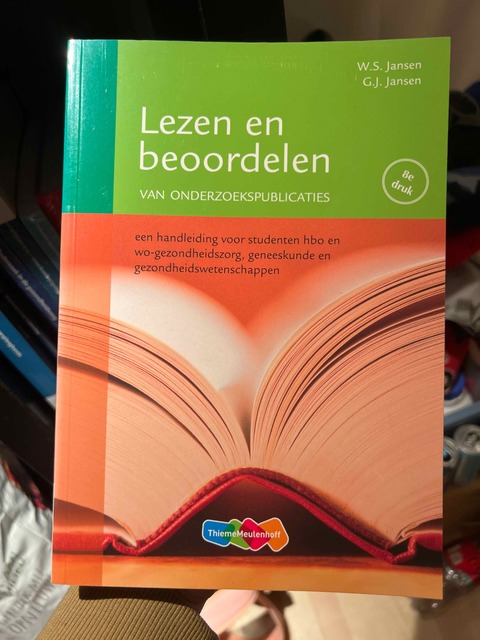 W.S. Jansen
G.J. Jansen
Lezen en
beoordelen
VAN ONDERZOEKSPUBLICATIES
8e
druk
een handleiding voor studenten hbo en
wo-gezondheidszorg, geneeskunde en
gezondheidswetenschappen
ThiemeMeulenhoff